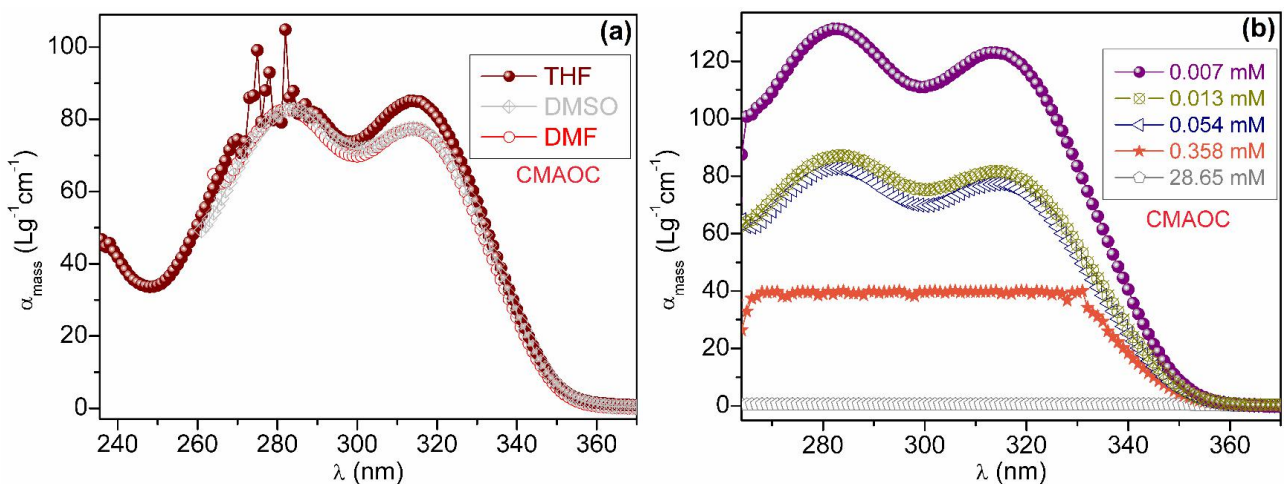 (a)
THF
DMSO
DMF
CMAOC
100
80
60
40
20
0
α_mass (Lg⁻¹cm⁻¹)
240 260 280 300 320 340 360
λ (nm)
(b)
0.007 mM
0.013 mM
0.054 mM
0.358 mM
28.65 mM
CMAOC
120
100
80
60
40
20
0
α_mass (Lg⁻¹cm⁻¹)
280 300 320 340 360
λ (nm)